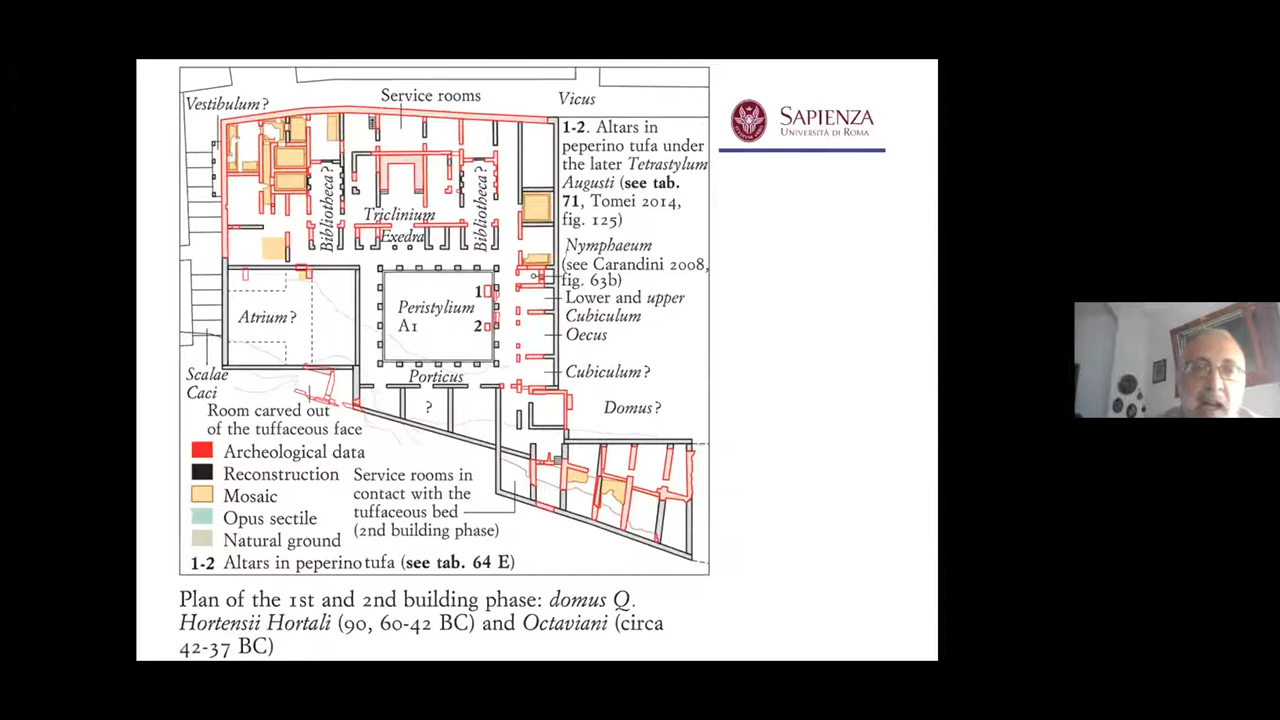 Vestibulum?
Service rooms
Vicus
1-2. Altars in
peperino tufa under
the later Tetrastylum
Augusti (see tab.
71, Tomei 2014,
fig. 125)
Bibliotheca?
Triclinium
Exedra
Bibliotheca?
Nymphaeum
(see Carandini 2008,
fig. 63b)
Lower and upper
Cubiculum
Oecus
Cubiculum?
Atrium?
Peristylium
A1
1
2
Porticus
?
Domus?
Scalae
Caci
Room carved out
of the tuffaceous face
Archeological data
Reconstruction
Mosaic
Opus sectile
Natural ground
Service rooms in
contact with the
tuffaceous bed
(2nd building phase)
1-2 Altars in peperino tufa (see tab. 64 E)
Plan of the 1st and 2nd building phase: domus Q.
Hortensii Hortali (90, 60-42 BC) and Octaviani (circa
42-37 BC)
SAPIENZA
UNIVERSITÀ DI ROMA